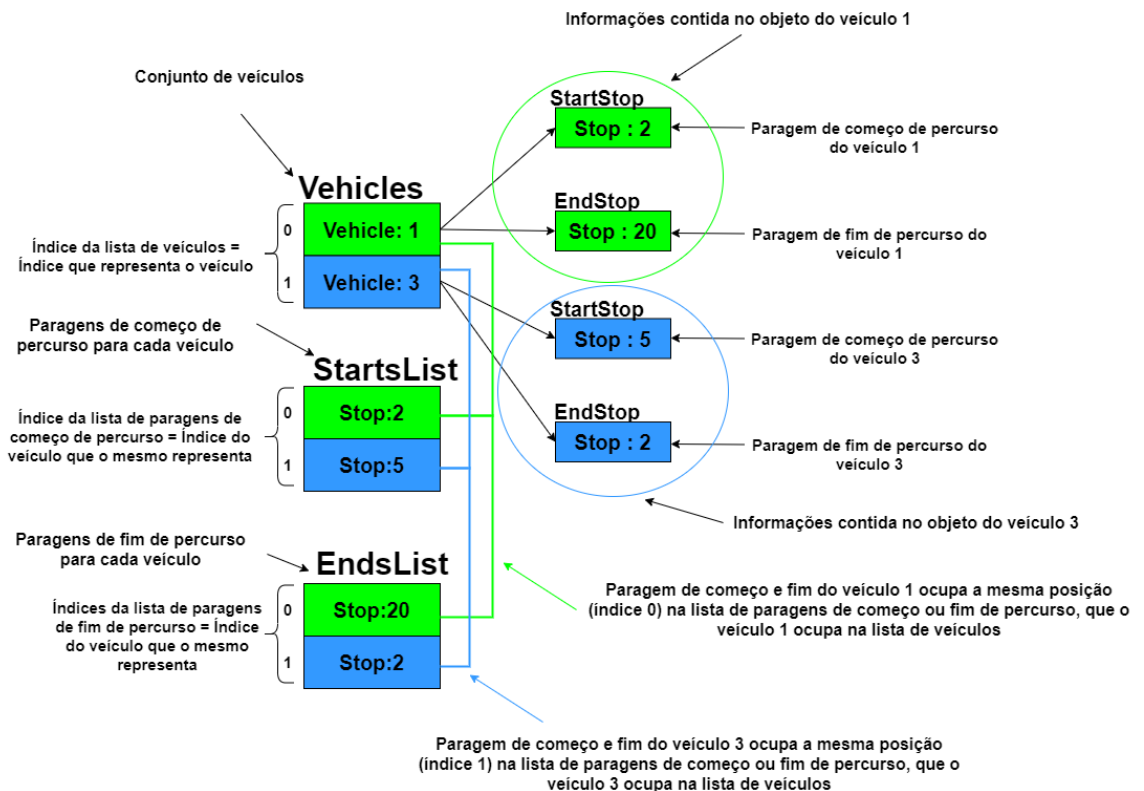 Informações contida no objeto do veículo 1
Conjunto de veículos
StartStop
Stop : 2
Paragem de começo de percurso
do veículo 1
Vehicles
EndStop
0
Vehicle: 1
Stop : 20
Paragem de fim de percurso do
veículo 1
Índice da lista de veículos =
Índice que representa o veículo
1
Vehicle: 3
StartStop
Stop : 5
Paragem de começo de percurso
do veículo 3
Paragens de começo de
percurso para cada veículo
StartsList
0
Stop:2
EndStop
Stop : 2
Paragem de fim de percurso do
veículo 3
Índice da lista de paragens de
começo de percurso = Índice do
veículo que o mesmo representa
1
Stop:5
Informações contida no objeto do veículo 3
Paragens de fim de percurso
para cada veículo
EndsList
0
Stop:20
Índices da lista de paragens
de fim de percurso = Índice
do veículo que o mesmo
representa
1
Stop:2
Paragem de começo e fim do veículo 1 ocupa a mesma posição
(índice 0) na lista de paragens de começo ou fim de percurso, que o
veículo 1 ocupa na lista de veículos
Paragem de começo e fim do veículo 3 ocupa a mesma posição
(índice 1) na lista de paragens de começo ou fim de percurso, que o
veículo 3 ocupa na lista de veículos